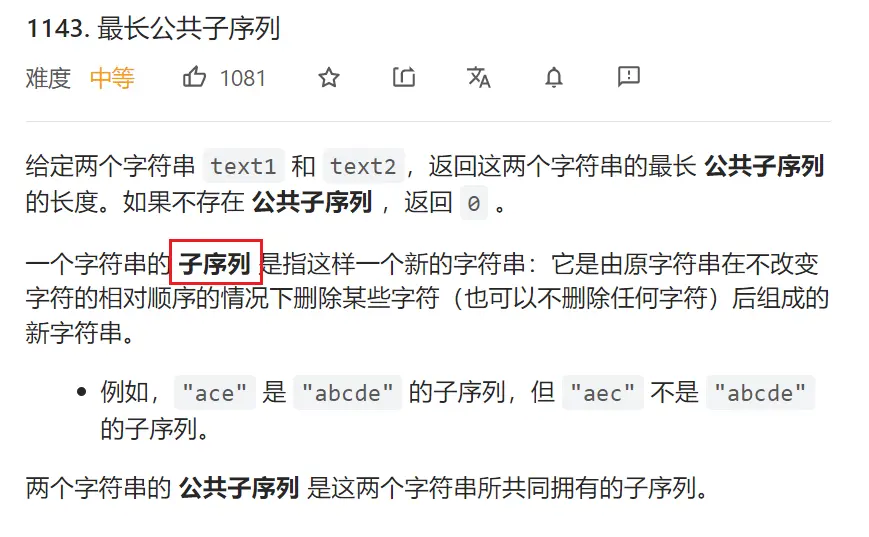 1143. 最长公共子序列
难度 中等 1081
给定两个字符串 text1 和 text2，返回这两个字符串的最长 公共子序列
的长度。如果不存在 公共子序列 ，返回 0 。
一个字符串的 子序列 是指这样一个新的字符串：它是由原字符串在不改变
字符的相对顺序的情况下删除某些字符（也可以不删除任何字符）后组成的
新字符串。
• 例如，"ace" 是 "abcde" 的子序列，但 "aec" 不是 "abcde"
的子序列。
两个字符串的 公共子序列 是这两个字符串所共同拥有的子序列。